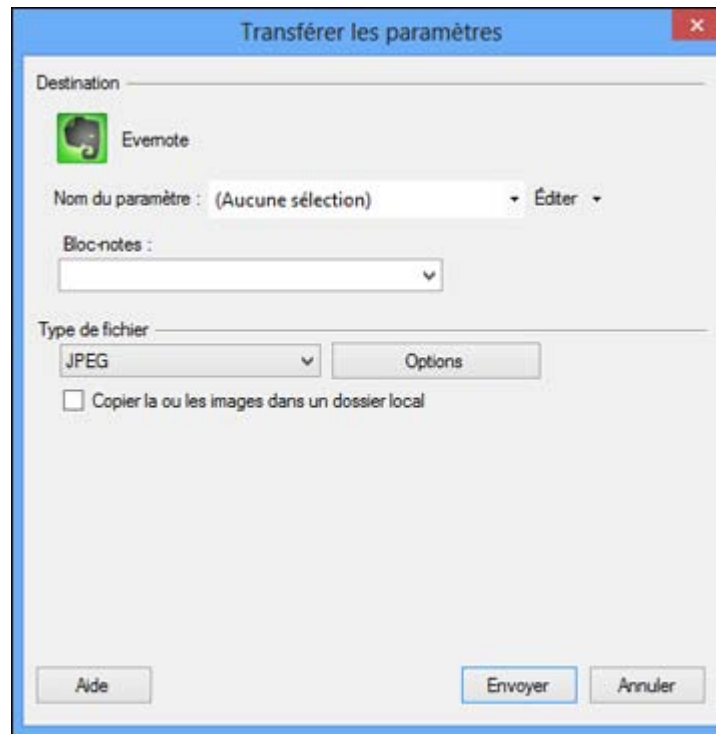 Transférer les paramètres
Destination
Evernote
Nom du paramètre : (Aucune sélection) Éditer
Bloc-notes :
Type de fichier
JPEG Options
Copier la ou les images dans un dossier local
Aide Envoyer Annuler